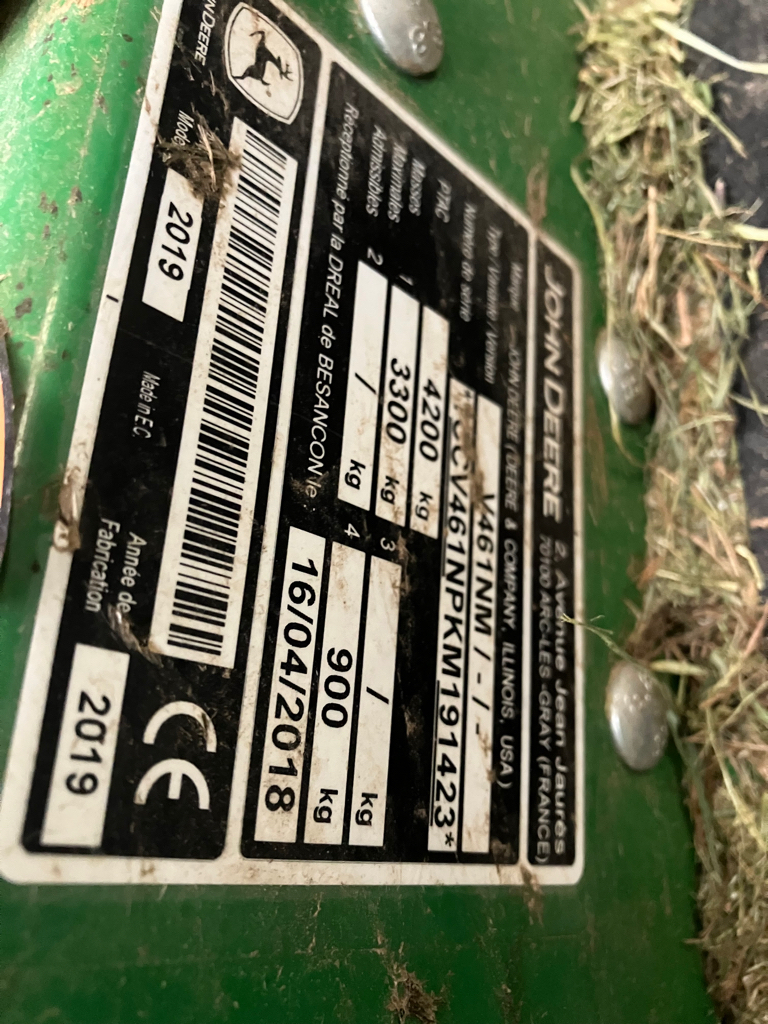 JOHN DEERE
2, Avenue Jean Jaurès
70100 ARC-LES-GRAY (FRANCE)
Marque : JOHN DEERE (DEERE & COMPANY, ILLINOIS, USA)
Type / Variante / Version V461NM / - / -
Numéro de série CV461NPKM191423*
PTAC 4200 kg
Masses Maximales Admissibles
1 3300 kg 3 / kg
2 / kg 4 900 kg
Réceptionné par la DREAL de BESANCON le 16/04/2018
JOHN DEERE
Model 2019
Made in E.C.
Année de Fabrication 2019
CE